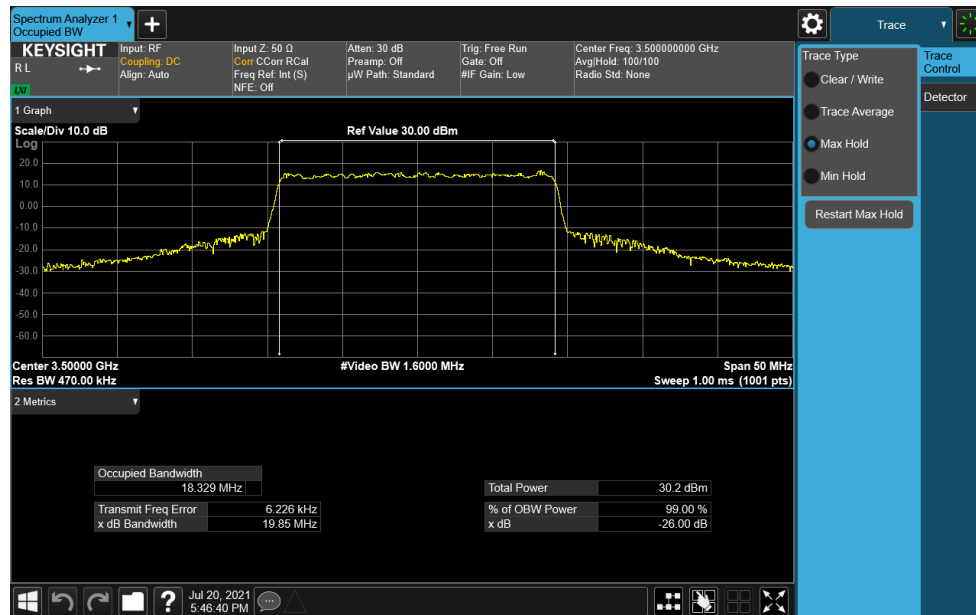 Spectrum Analyzer 1
Occupied BW
Trace
KEYSIGHT
R L
LXI
Input: RF
Coupling: DC
Align: Auto
Input Z: 50 Ω
Corr CCorr RCal
Freq Ref: Int (S)
NFE: Off
Atten: 30 dB
Preamp: Off
µW Path: Standard
Trig: Free Run
Gate: Off
#IF Gain: Low
Center Freq: 3.500000000 GHz
Avg|Hold: 100/100
Radio Std: None
Trace Type
Clear / Write
Trace Average
Max Hold
Min Hold
Restart Max Hold
Trace
Control
Detector
1 Graph
Scale/Div 10.0 dB
Ref Value 30.00 dBm
Log
20.0
10.0
0.00
-10.0
-20.0
-30.0
-40.0
-50.0
-60.0
Center 3.50000 GHz
#Video BW 1.6000 MHz
Span 50 MHz
Res BW 470.00 kHz
Sweep 1.00 ms (1001 pts)
2 Metrics
Occupied Bandwidth
18.329 MHz
Total Power 30.2 dBm
Transmit Freq Error 6.226 kHz
% of OBW Power 99.00 %
x dB Bandwidth 19.85 MHz
x dB -26.00 dB
Jul 20, 2021
5:46:40 PM